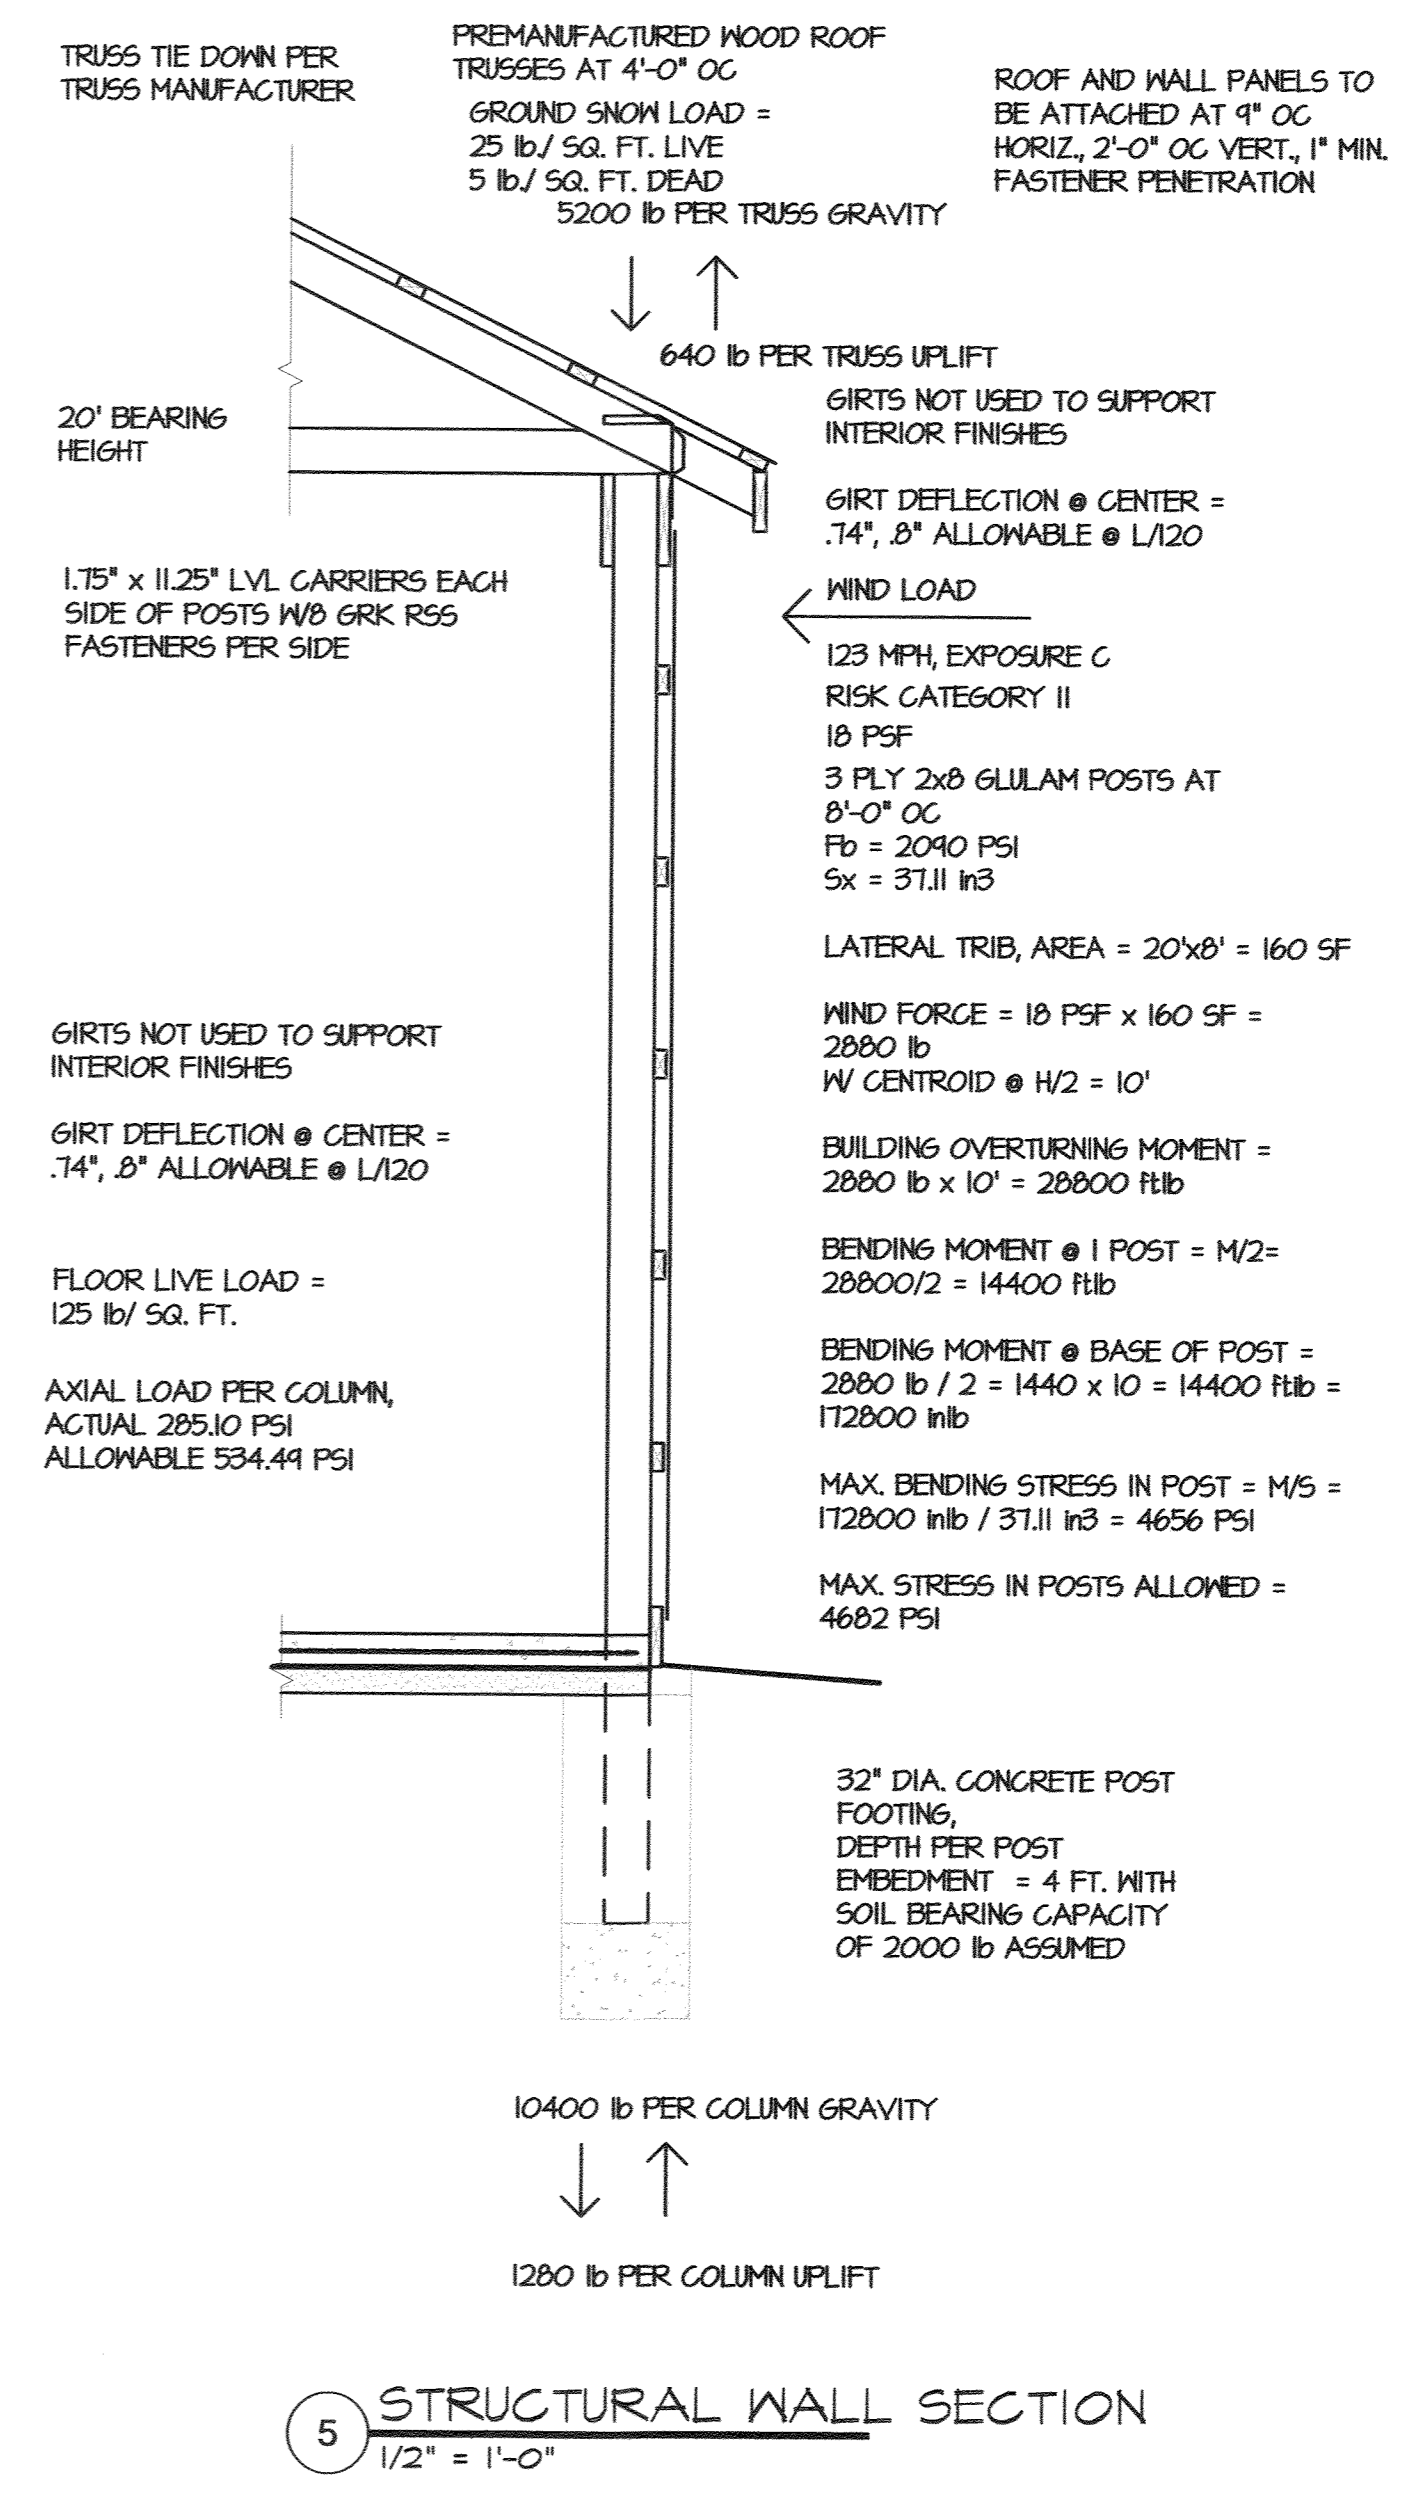 TRUSS TIE DOWN PER
TRUSS MANUFACTURER
PREMANUFACTURED WOOD ROOF
TRUSSES AT 4'-0" OC
GROUND SNOW LOAD =
25 lb./ SQ. FT. LIVE
5 lb./ SQ. FT. DEAD
5200 lb PER TRUSS GRAVITY
ROOF AND WALL PANELS TO
BE ATTACHED AT 9" OC
HORIZ., 2'-0" OC VERT., 1" MIN.
FASTENER PENETRATION
640 lb PER TRUSS UPLIFT
20' BEARING
HEIGHT
GIRTS NOT USED TO SUPPORT
INTERIOR FINISHES
GIRT DEFLECTION @ CENTER =
.74", .8" ALLOWABLE @ L/120
1.75" x 11.25" LVL CARRIERS EACH
SIDE OF POSTS W/8 GRK RSS
FASTENERS PER SIDE
WIND LOAD
123 MPH, EXPOSURE C
RISK CATEGORY II
18 PSF
3 PLY 2x8 GLULAM POSTS AT
8'-0" OC
Fb = 2090 PSI
Sx = 37.11 in3
LATERAL TRIB, AREA = 20'x8' = 160 SF
WIND FORCE = 18 PSF x 160 SF =
2880 lb
W/ CENTROID @ H/2 = 10'
BUILDING OVERTURNING MOMENT =
2880 lb x 10' = 28800 ftlb
BENDING MOMENT @ 1 POST = M/2=
28800/2 = 14400 ftlb
BENDING MOMENT @ BASE OF POST =
2880 lb / 2 = 1440 x 10 = 14400 ftlb =
172800 inlb
MAX. BENDING STRESS IN POST = M/S =
172800 inlb / 37.11 in3 = 4656 PSI
MAX. STRESS IN POSTS ALLOWED =
4682 PSI
GIRTS NOT USED TO SUPPORT
INTERIOR FINISHES
GIRT DEFLECTION @ CENTER =
.74", .8" ALLOWABLE @ L/120
FLOOR LIVE LOAD =
125 lb/ SQ. FT.
AXIAL LOAD PER COLUMN,
ACTUAL 285.10 PSI
ALLOWABLE 534.49 PSI
32" DIA. CONCRETE POST
FOOTING,
DEPTH PER POST
EMBEDMENT = 4 FT. WITH
SOIL BEARING CAPACITY
OF 2000 lb ASSUMED
10400 lb PER COLUMN GRAVITY
1280 lb PER COLUMN UPLIFT
5 STRUCTURAL WALL SECTION
1/2" = 1'-0"